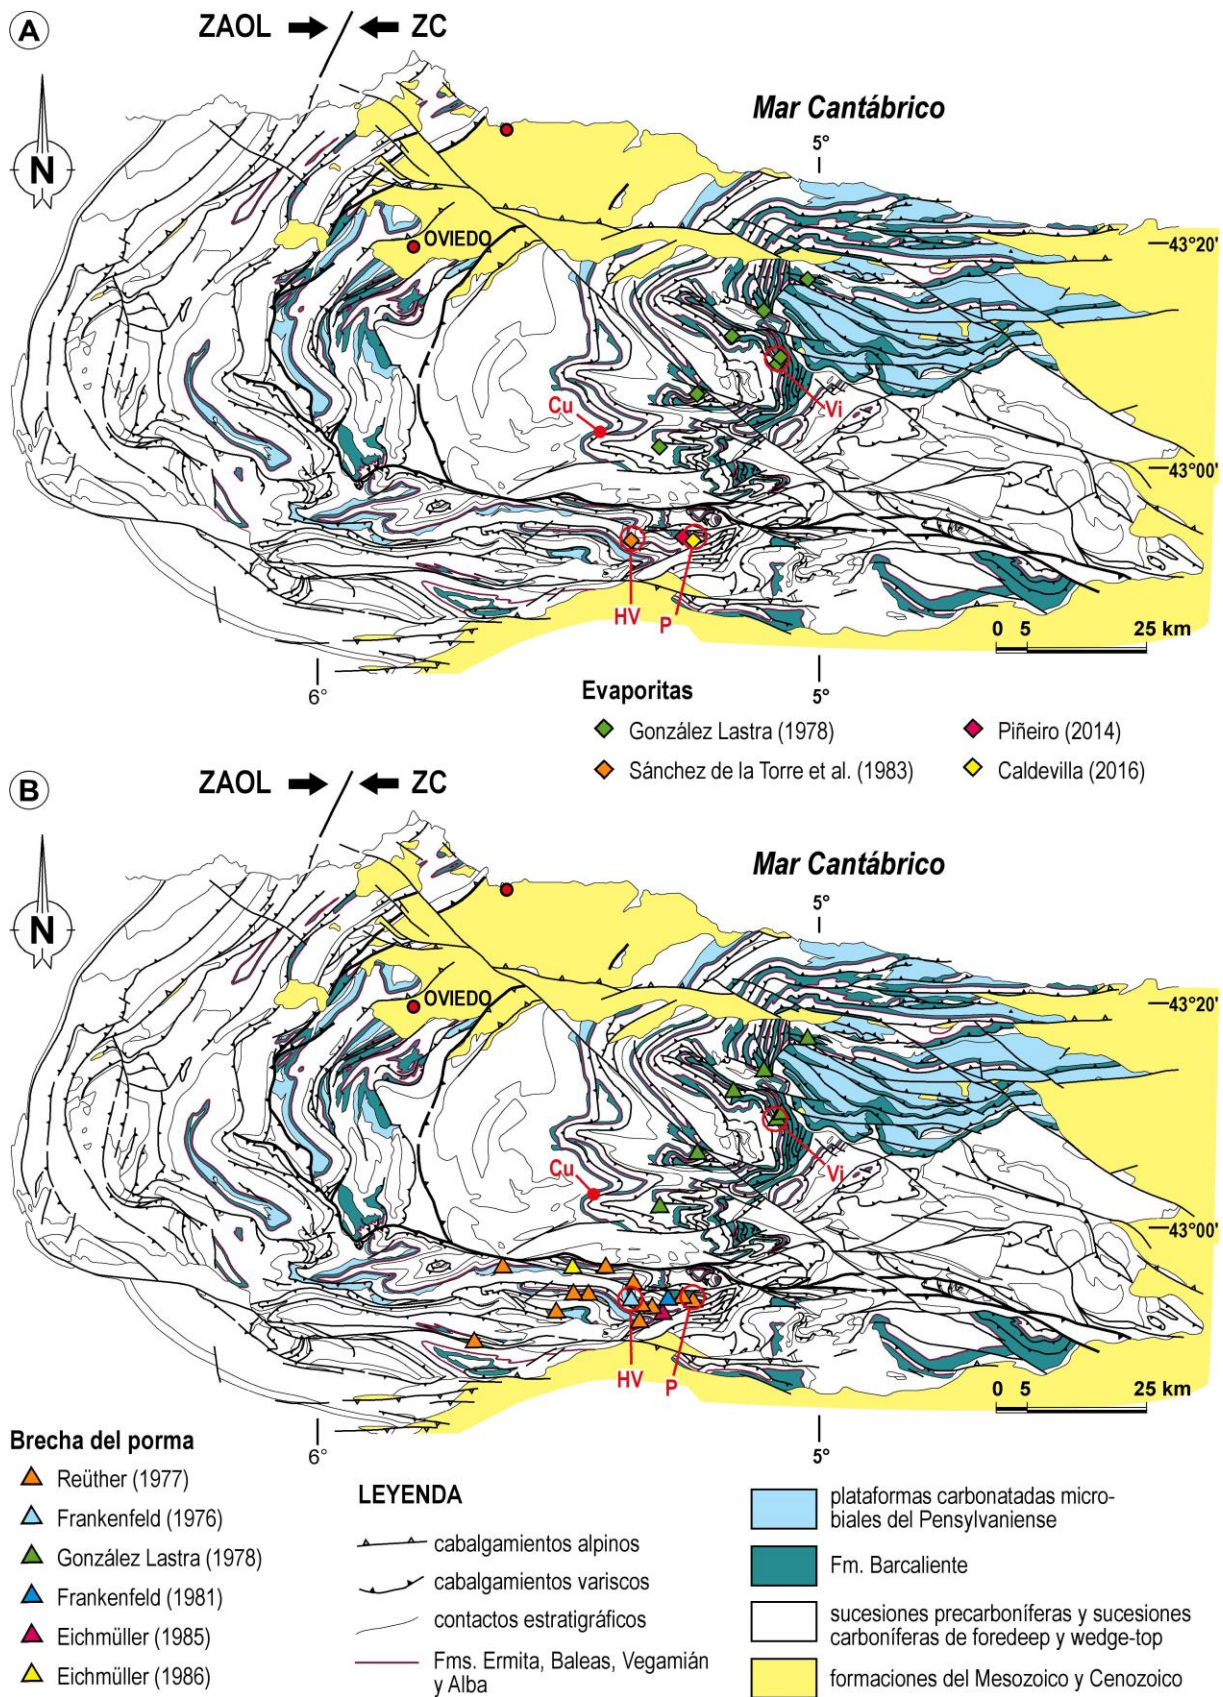 A
ZAOL
ZC
N
Mar Cantábrico
5°
OVIEDO
43°20'
Cu
Vi
43°00'
HV
P
0 5 25 km
6°
5°
Evaporitas
González Lastra (1978)
Piñeiro (2014)
Sánchez de la Torre et al. (1983)
Caldevilla (2016)
B
ZAOL
ZC
N
Mar Cantábrico
5°
OVIEDO
43°20'
Cu
Vi
43°00'
HV
P
0 5 25 km
6°
5°
Brecha del porma
Reüther (1977)
Frankenfeld (1976)
González Lastra (1978)
Frankenfeld (1981)
Eichmüller (1985)
Eichmüller (1986)
LEYENDA
cabalgamientos alpinos
cabalgamientos variscos
contactos estratigráficos
Fms. Ermita, Baleas, Vegamián
y Alba
plataformas carbonatadas micro-
biales del Pensylvaniense
Fm. Barcaliente
sucesiones precarboníferas y sucesiones
carboníferas de foredeep y wedge-top
formaciones del Mesozoico y Cenozoico